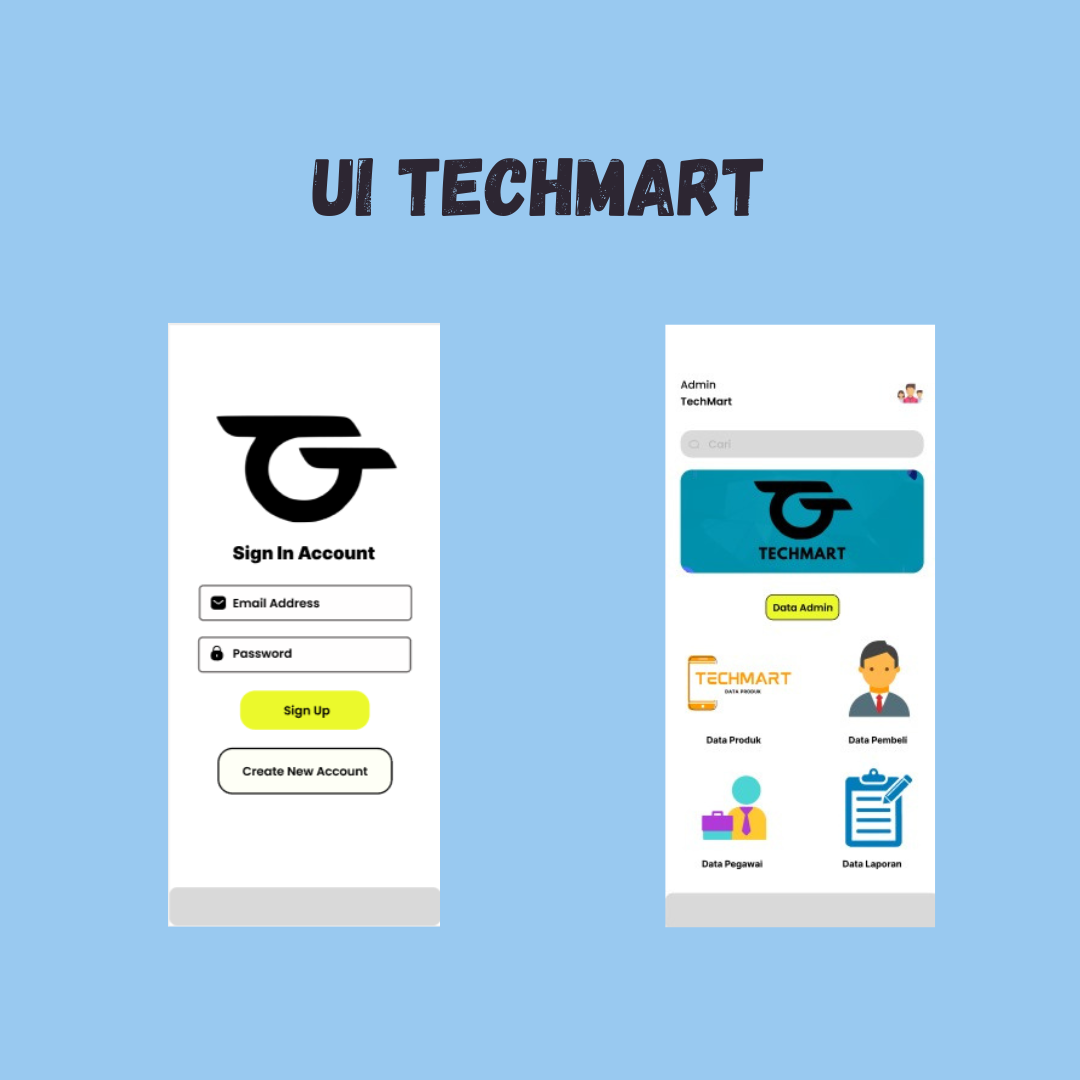 UI TECHMART
Sign In Account
Email Address
Password
Sign Up
Create New Account
Admin
TechMart
Cari
TECHMART
Data Admin
TECHMART
DATA PRODUK
Data Produk
Data Pembeli
Data Pegawai
Data Laporan